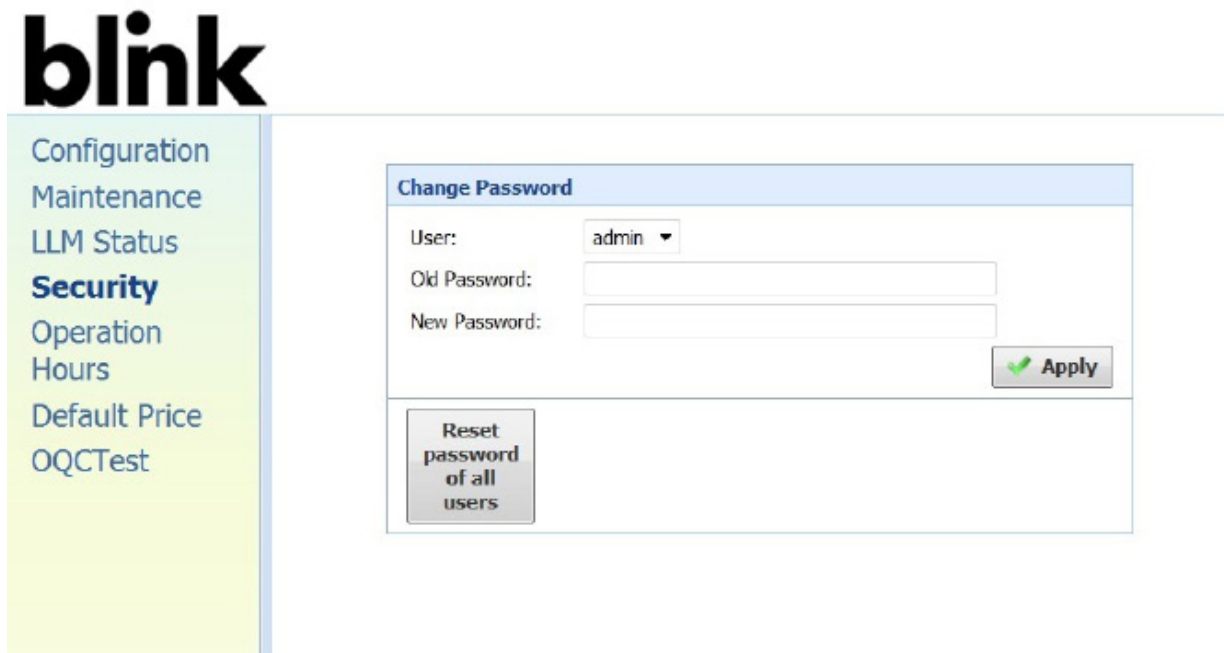 blink
Configuration
Maintenance
LLM Status
Security
Operation
Hours
Default Price
OQCTest
Change Password
User: admin
Old Password:
New Password:
Apply
Reset
password
of all
users